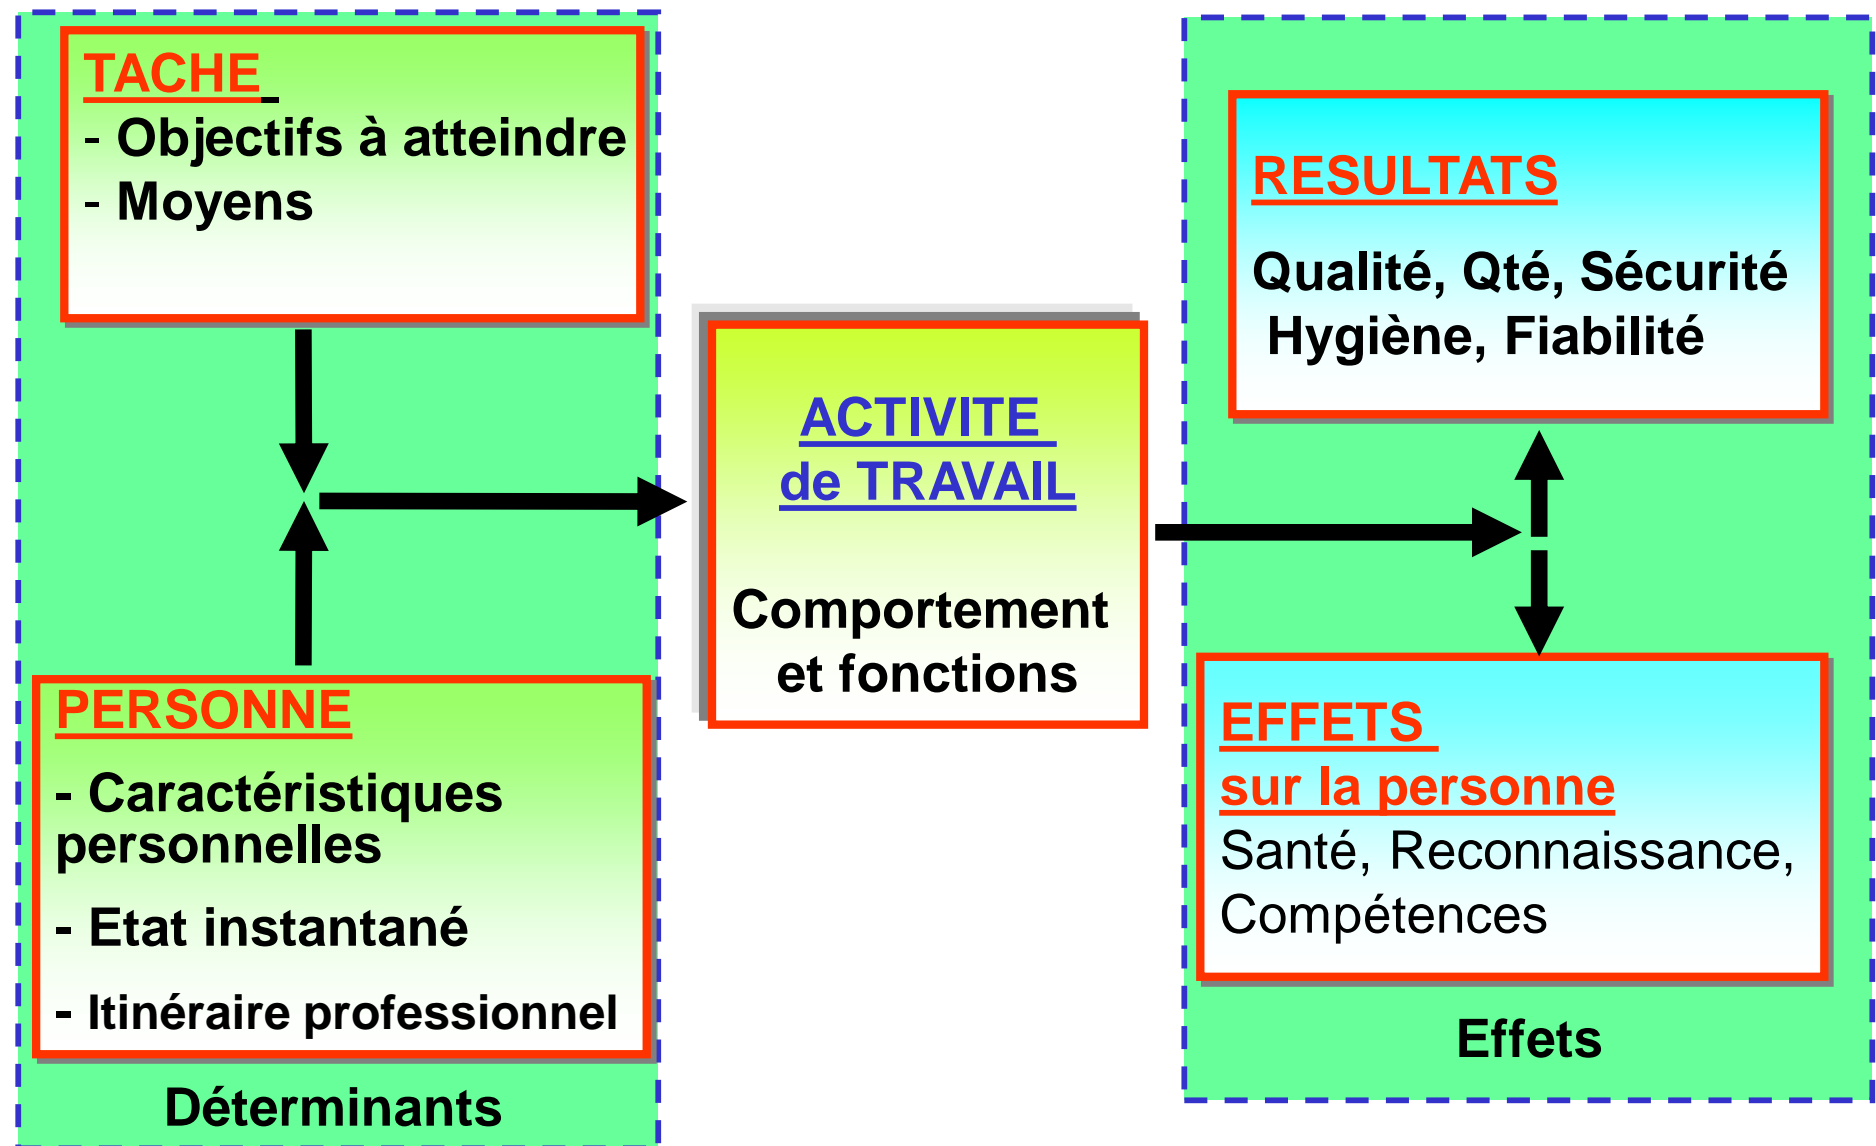 TACHE
- Objectifs à atteindre
- Moyens
PERSONNE
- Caractéristiques
personnelles
- Etat instantané
- Itinéraire professionnel
Déterminants
ACTIVITE
de TRAVAIL
Comportement
et fonctions
RESULTATS
Qualité, Qté, Sécurité
Hygiène, Fiabilité
EFFETS
sur la personne
Santé, Reconnaissance,
Compétences
Effets